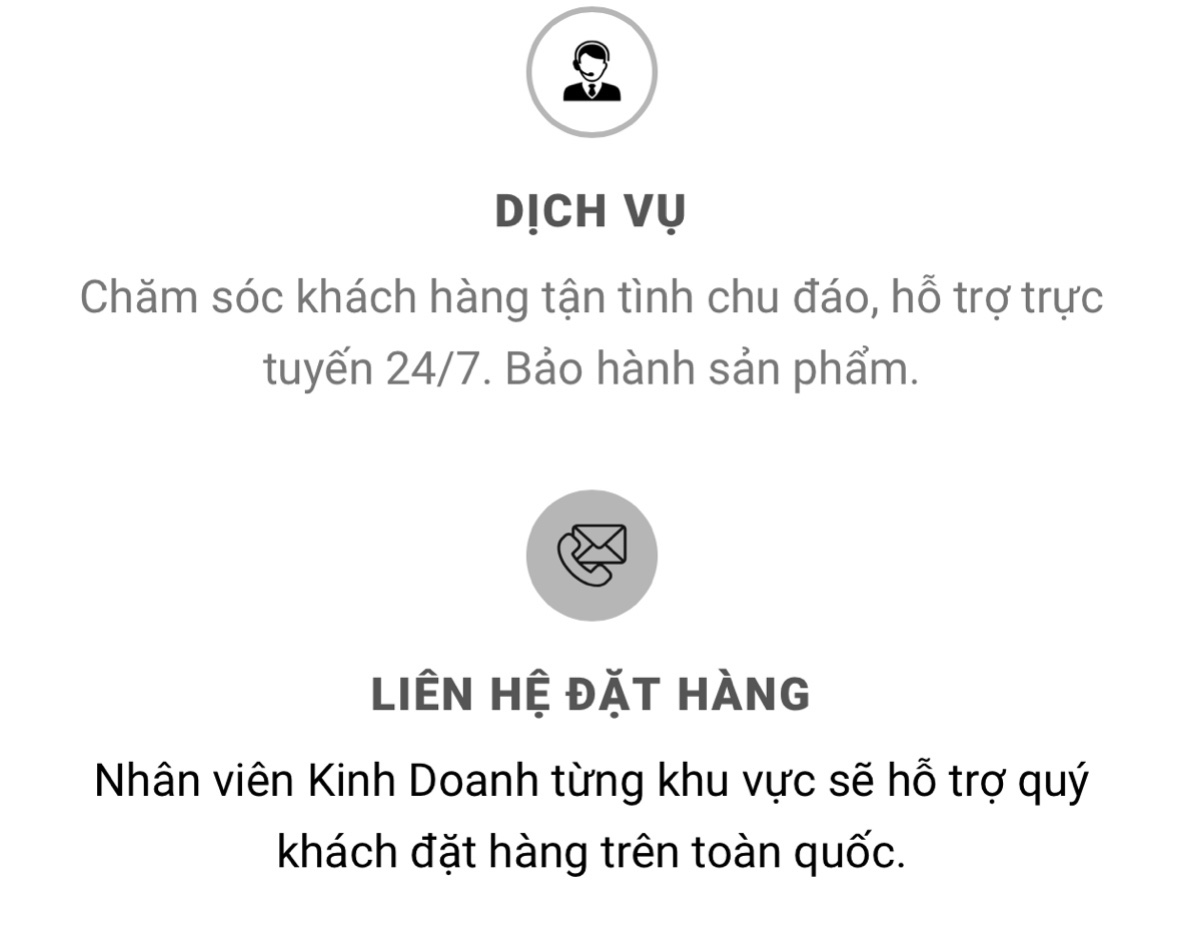 DỊCH VỤ
Chăm sóc khách hàng tận tình chu đáo, hỗ trợ trực
tuyến 24/7. Bảo hành sản phẩm.
LIÊN HỆ ĐẶT HÀNG
Nhân viên Kinh Doanh từng khu vực sẽ hỗ trợ quý
khách đặt hàng trên toàn quốc.